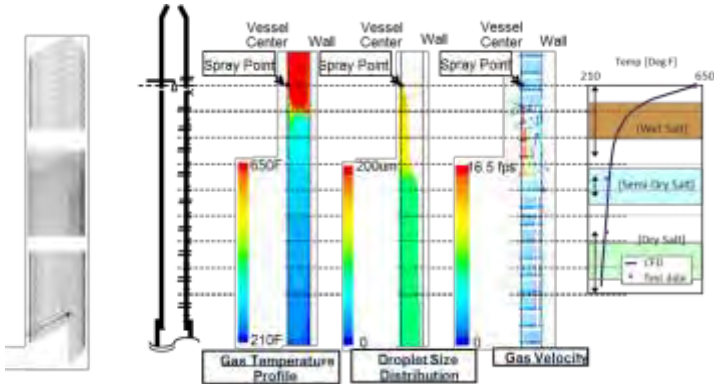 Vessel
Center
Wall
Spray Point
650F
210F
Gas Temperature
Profile
Vessel
Center
Wall
Spray Point
200um
0
Droplet Size
Distribution
Vessel
Center
Wall
Spray Point
16.5 fps
0
Gas Velocity
Temp [Deg F]
210
650
[Wet Salt]
[Semi-Dry Salt]
[Dry Salt]
CFD
Test data